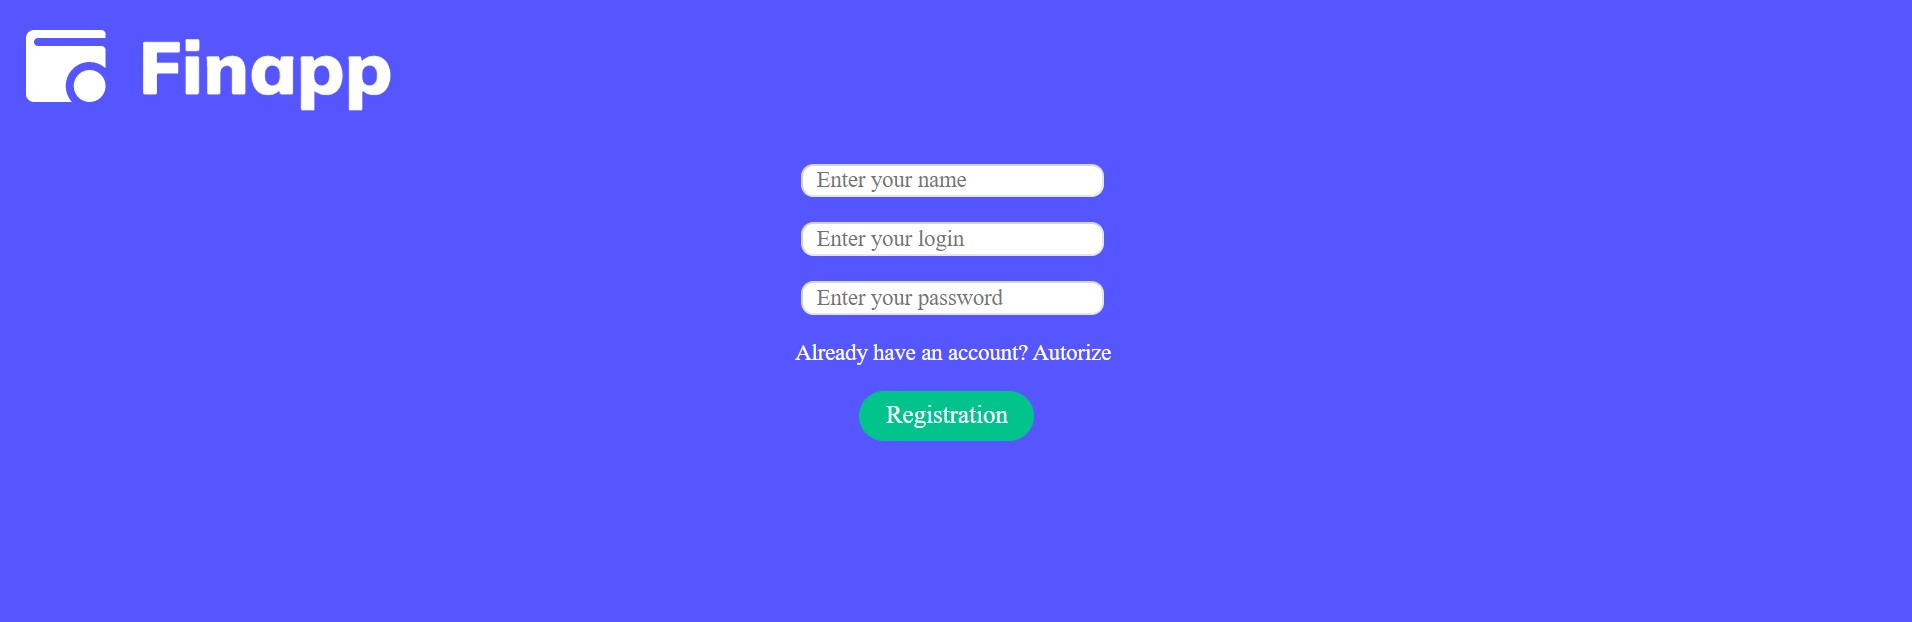 Finapp
Enter your name
Enter your login
Enter your password
Already have an account? Autorize
Registration